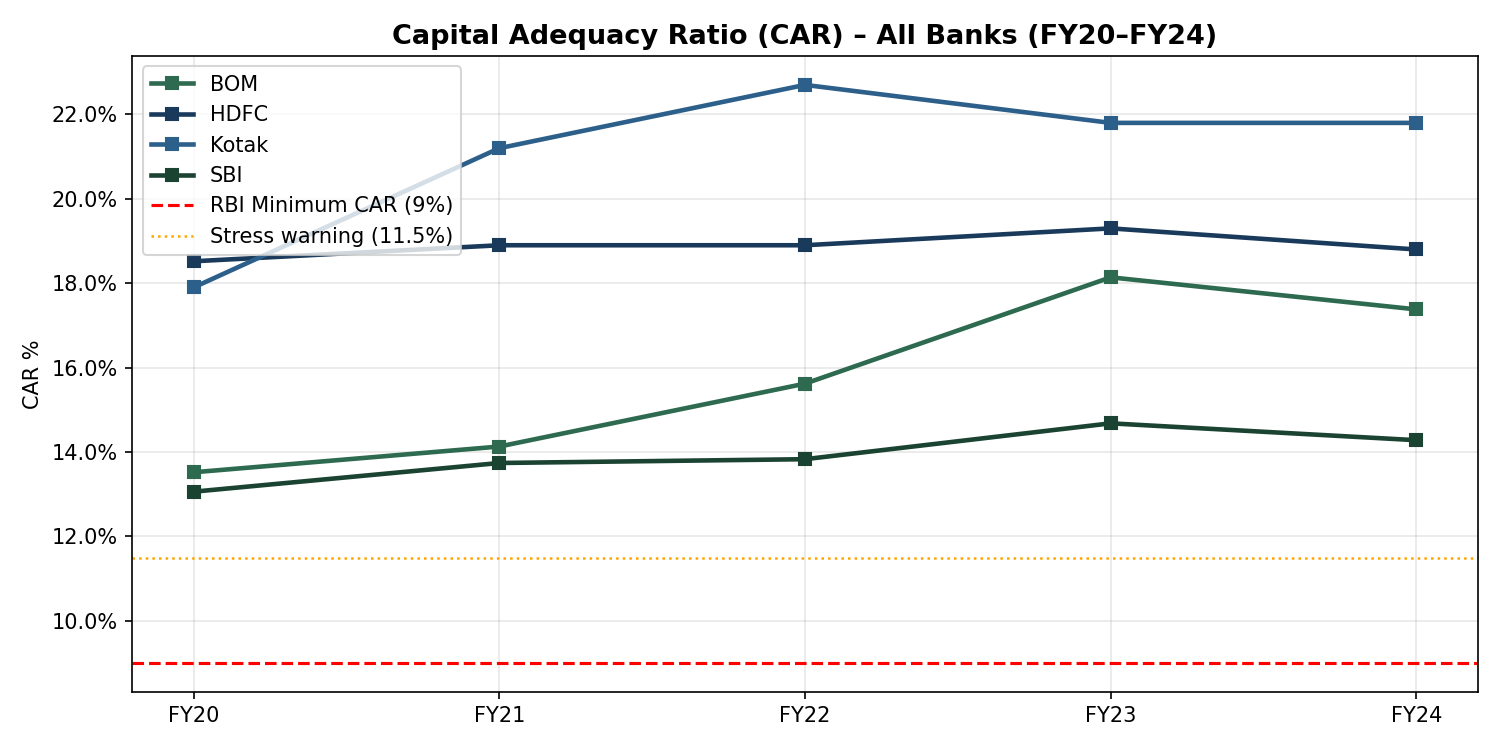 Capital Adequacy Ratio (CAR) – All Banks (FY20–FY24)
BOM
HDFC
Kotak
SBI
RBI Minimum CAR (9%)
Stress warning (11.5%)
CAR %
22.0%
20.0%
18.0%
16.0%
14.0%
12.0%
10.0%
FY20
FY21
FY22
FY23
FY24